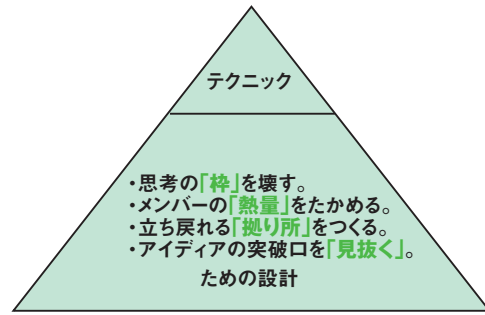 テクニック
・思考の「枠」を壊す。
・メンバーの「熱量」をたかめる。
・立ち戻れる「拠り所」をつくる。
・アイディアの突破口を「見抜く」。
ための設計